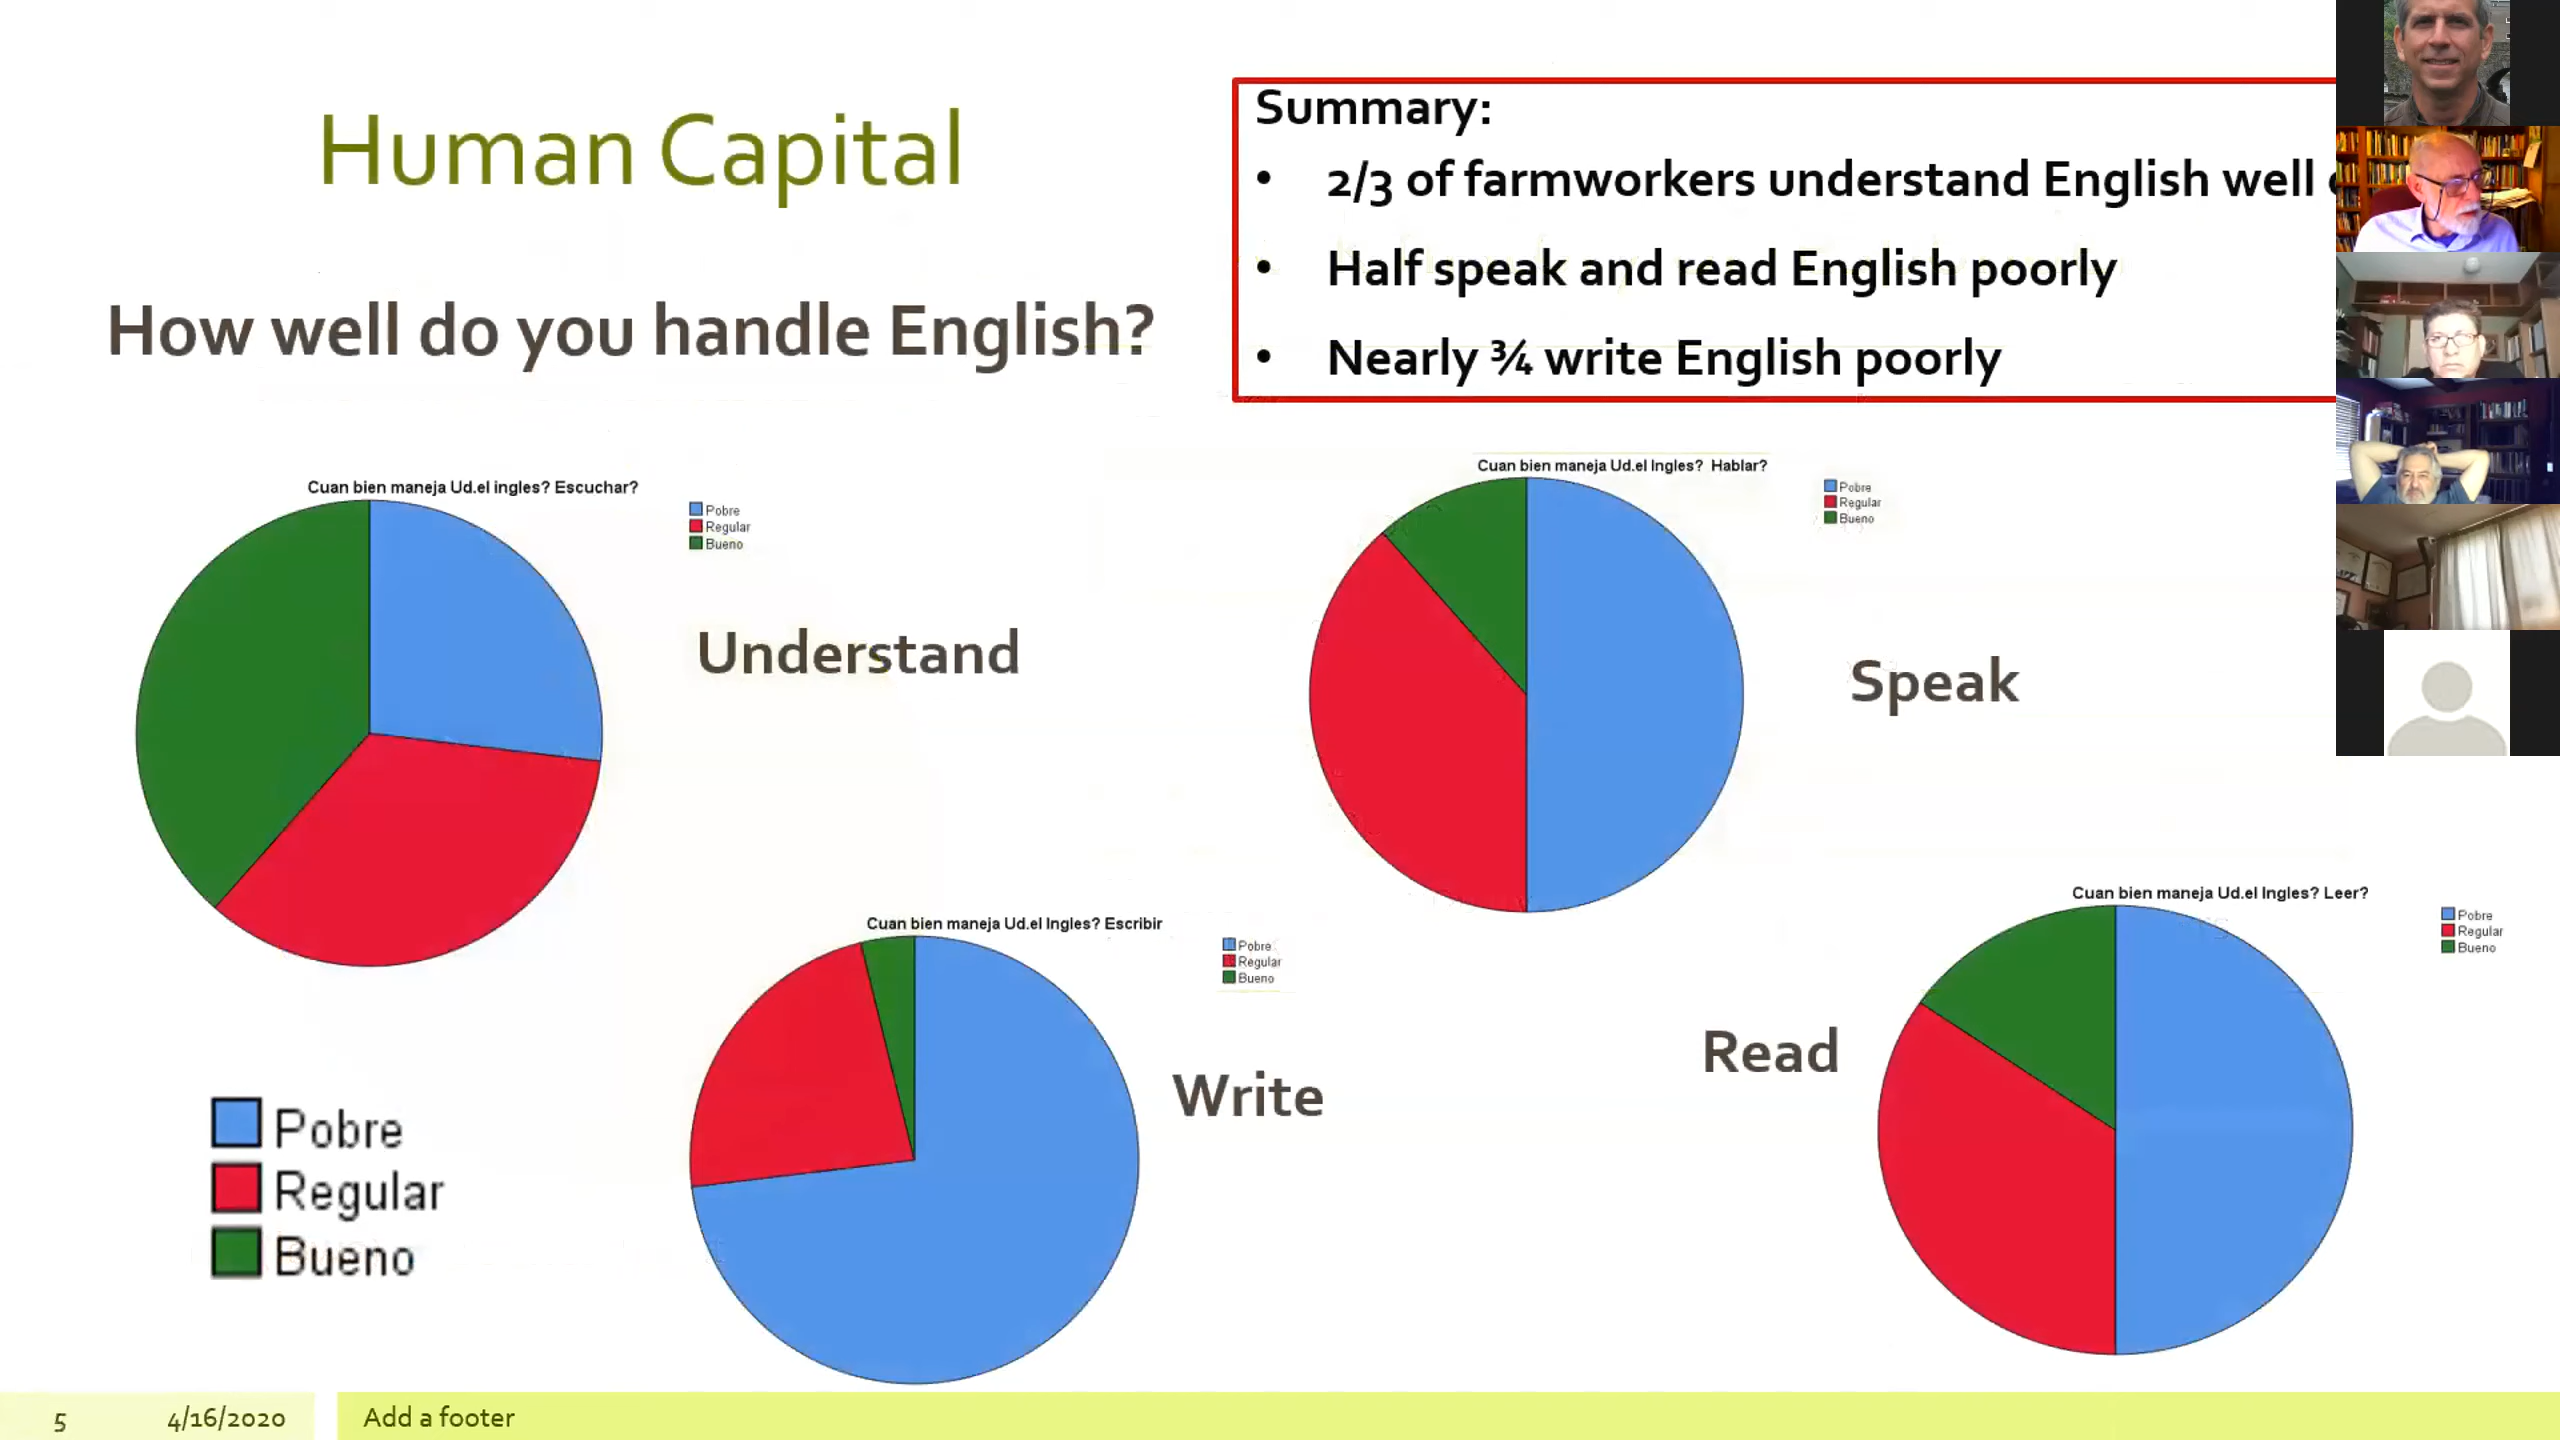 Human Capital
How well do you handle English?
Summary:
• 2/3 of farmworkers understand English well
• Half speak and read English poorly
• Nearly ¾ write English poorly
Cuan bien maneja Ud.el ingles? Escuchar?
Pobre
Regular
Bueno
Understand
Cuan bien maneja Ud.el Ingles? Hablar?
Pobre
Regular
Bueno
Speak
Cuan bien maneja Ud.el Ingles? Escribir
Pobre
Regular
Bueno
Write
Cuan bien maneja Ud.el Ingles? Leer?
Pobre
Regular
Bueno
Read
Pobre
Regular
Bueno
5 4/16/2020 Add a footer